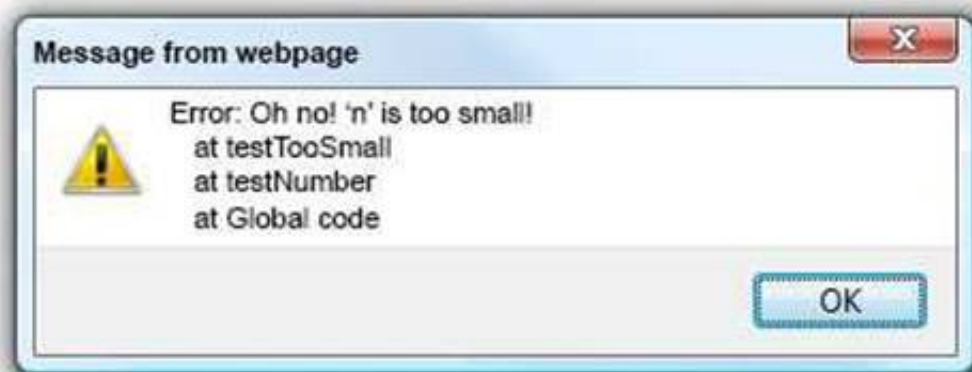 Message from webpage
Error: Oh no! ‘n’ is too small!
at testTooSmall
at testNumber
at Global code
OK